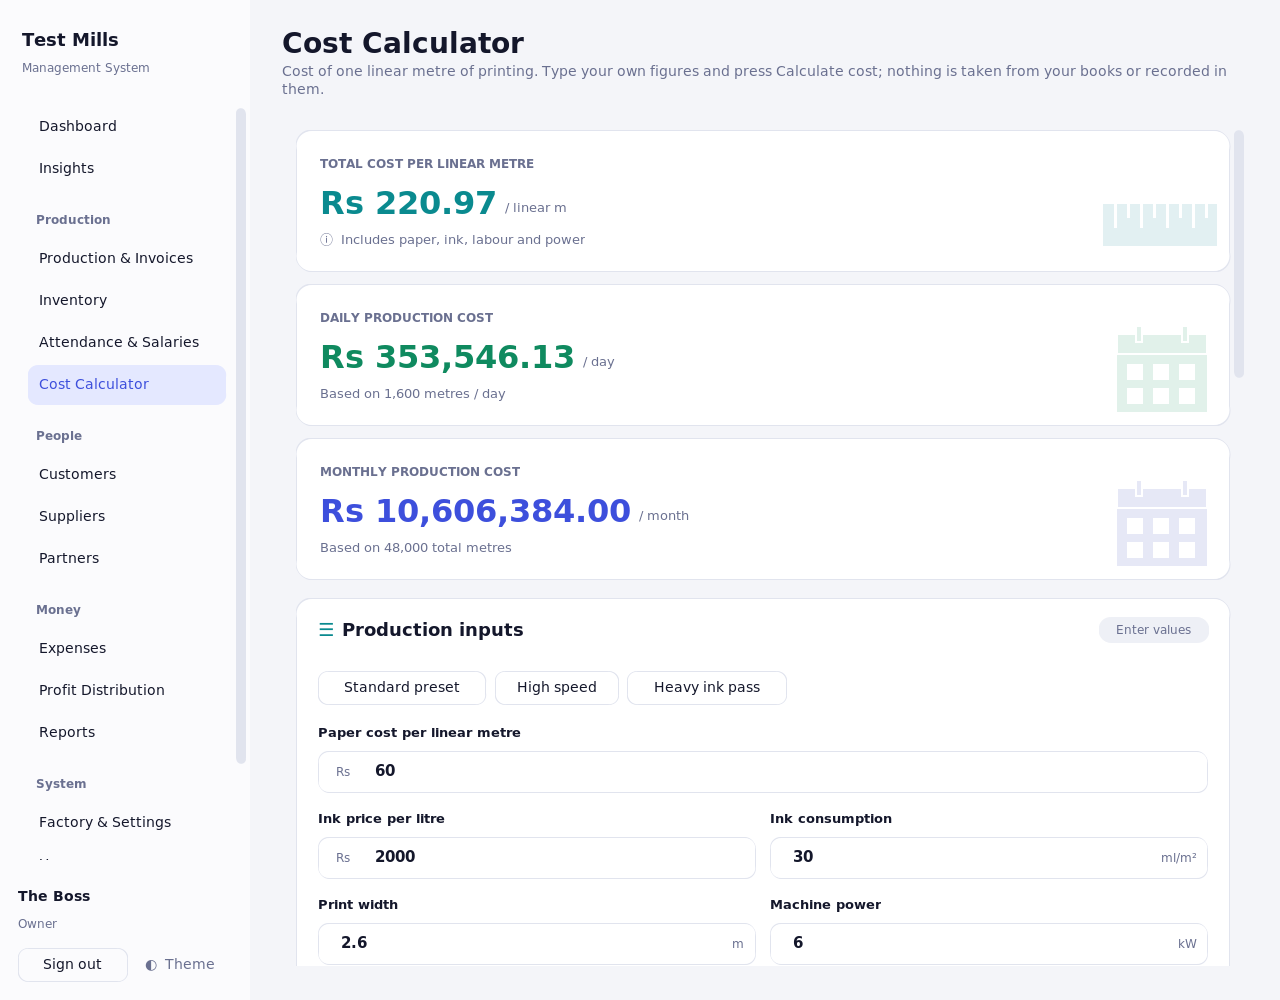 Test Mills
Management System
Dashboard
Insights
Production
Production & Invoices
Inventory
Attendance & Salaries
Cost Calculator
People
Customers
Suppliers
Partners
Money
Expenses
Profit Distribution
Reports
System
Factory & Settings
The Boss
Owner
Sign out
◐ Theme
Cost Calculator
Cost of one linear metre of printing. Type your own figures and press Calculate cost; nothing is taken from your books or recorded in
them.
TOTAL COST PER LINEAR METRE
Rs 220.97 / linear m
ⓘ Includes paper, ink, labour and power
DAILY PRODUCTION COST
Rs 353,546.13 / day
Based on 1,600 metres / day
MONTHLY PRODUCTION COST
Rs 10,606,384.00 / month
Based on 48,000 total metres
☰ Production inputs
Enter values
Standard preset
High speed
Heavy ink pass
Paper cost per linear metre
Rs 60
Ink price per litre
Rs 2000
Ink consumption
30 ml/m²
Print width
2.6 m
Machine power
6 kW